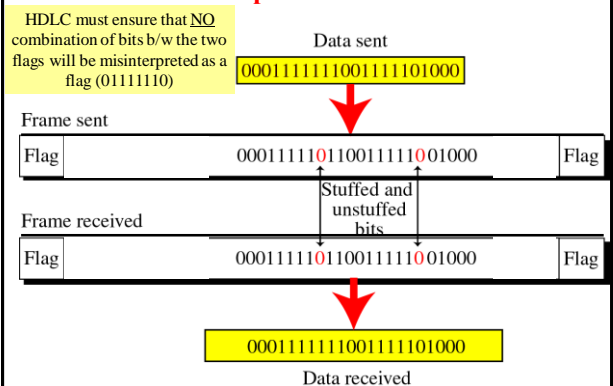 HDLC must ensure that NO
combination of bits b/w the two
flags will be misinterpreted as a
flag (01111110)
Data sent
0001111111001111101000
Frame sent
Flag 000111110110011111001000 Flag
Stuffed and
unstuffed
bits
Frame received
Flag 000111110110011111001000 Flag
0001111111001111101000
Data received